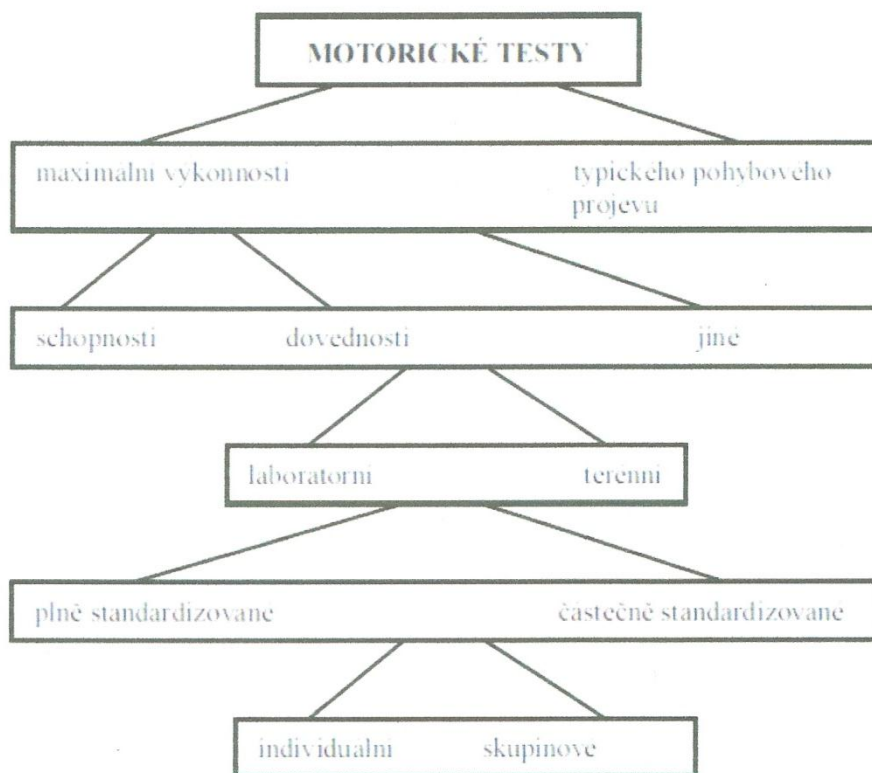 MOTORICKÉ TESTY
maximální výkonnosti typického pohybového
projevu
schopnosti dovednosti jiné
laboratorní terénní
plně standardizované částečně standardizované
individuální skupinové